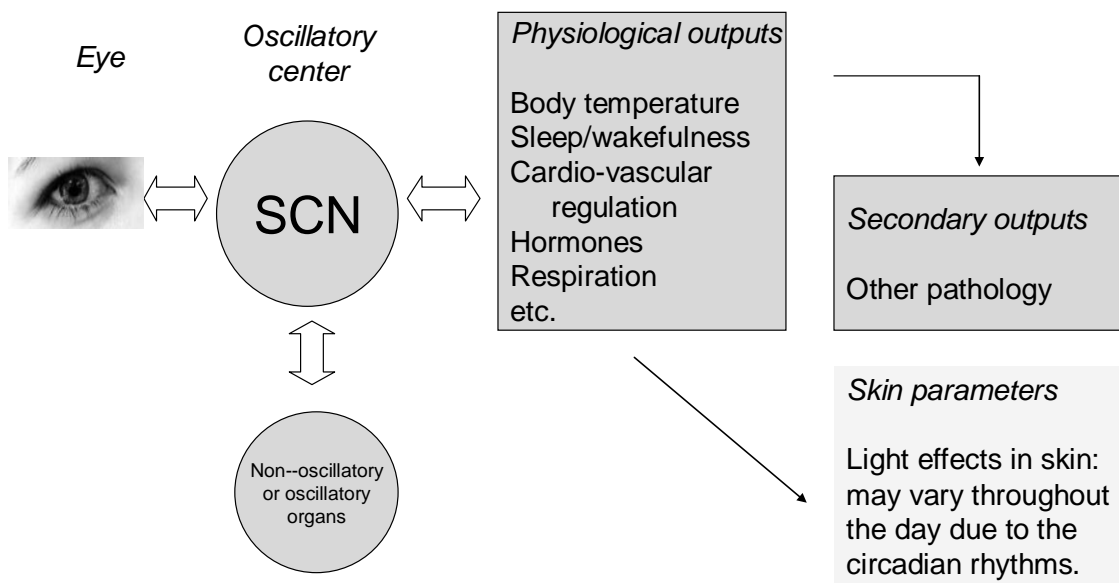 Eye
Oscillatory
center
SCN
Non--oscillatory
or oscillatory
organs
Physiological outputs
Body temperature
Sleep/wakefulness
Cardio-vascular
regulation
Hormones
Respiration
etc.
Secondary outputs
Other pathology
Skin parameters
Light effects in skin:
may vary throughout
the day due to the
circadian rhythms.